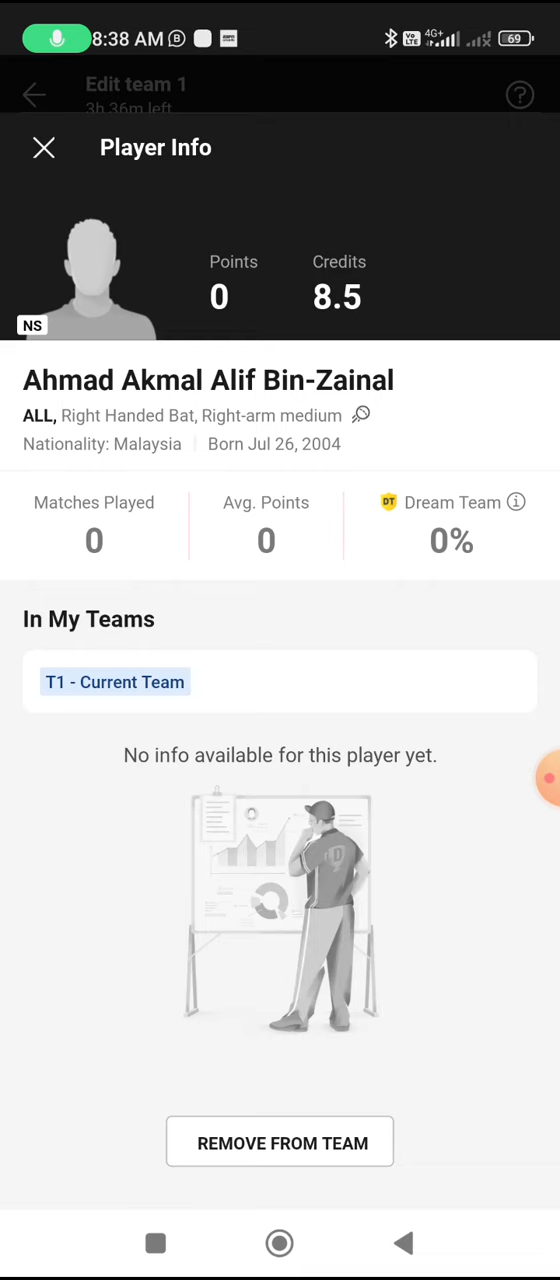 8:38 AM
Vo LTE
4G+
69
Edit team 1
3h 36m left
Player Info
Points
Credits
0
8.5
NS
Ahmad Akmal Alif Bin-Zainal
ALL, Right Handed Bat, Right-arm medium
Nationality: Malaysia
Born Jul 26, 2004
Matches Played
Avg. Points
DT Dream Team
0
0
0%
In My Teams
T1 - Current Team
No info available for this player yet.
REMOVE FROM TEAM